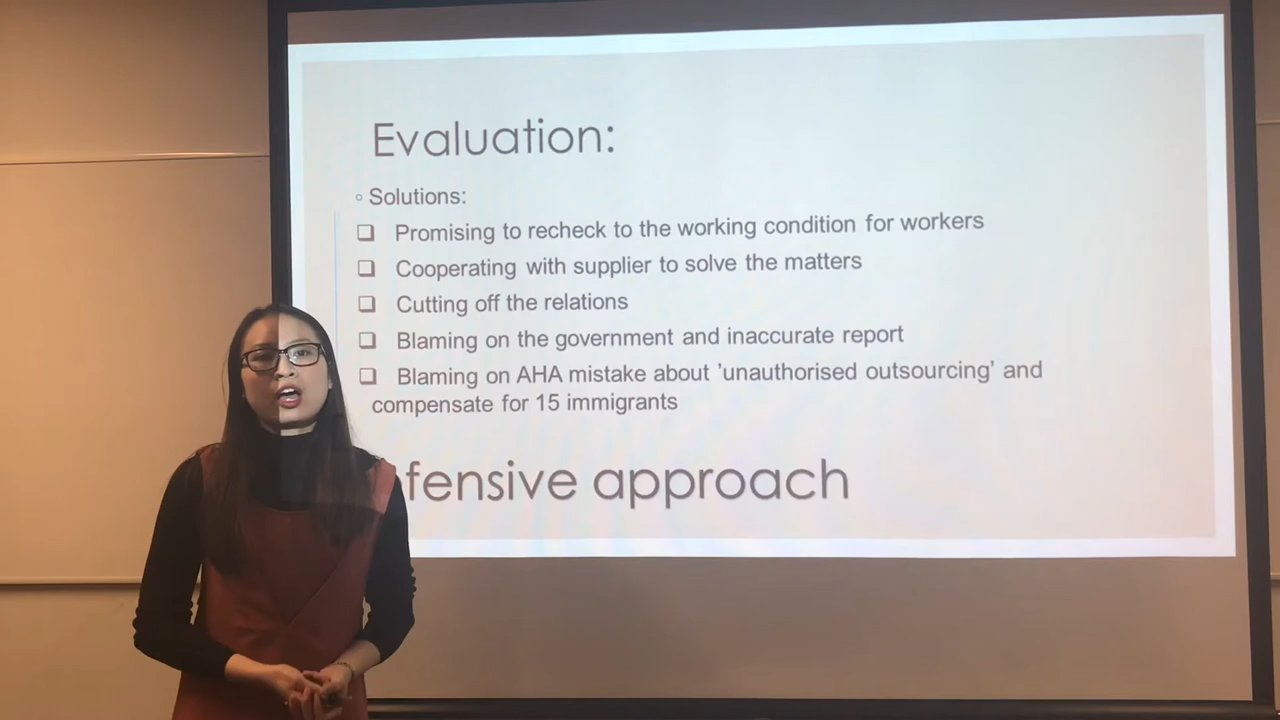 Evaluation:
Solutions:
Promising to recheck to the working condition for workers
Cooperating with supplier to solve the matters
Cutting off the relations
Blaming on the government and inaccurate report
Blaming on AHA mistake about ’unauthorised outsourcing’ and
compensate for 15 immigrants
fensive approach